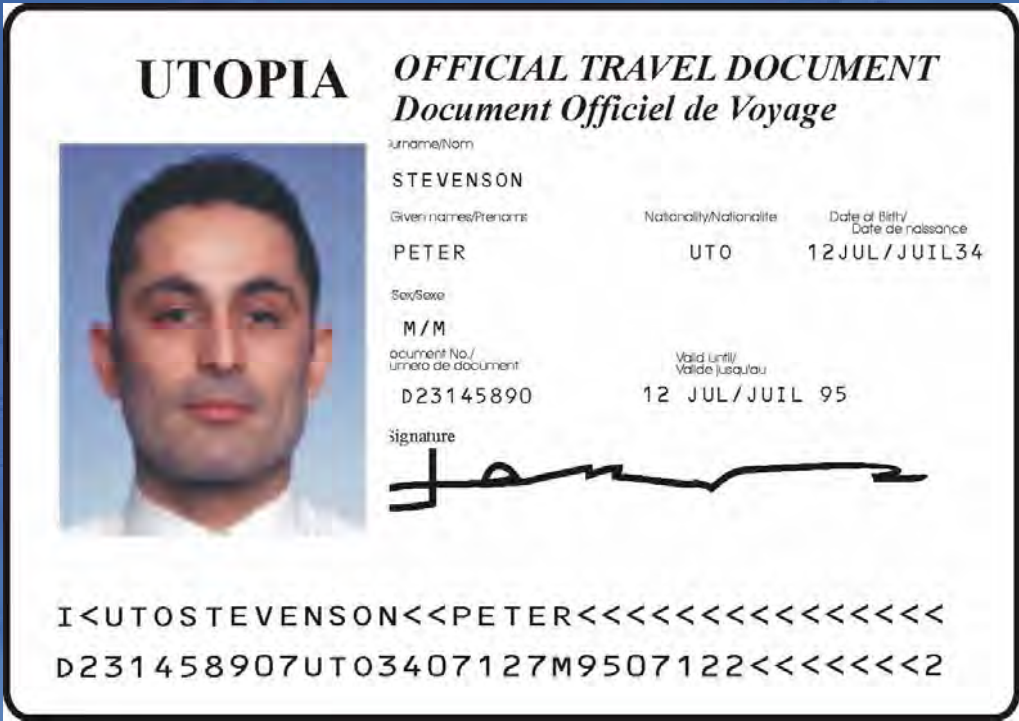 UTOPIA
OFFICIAL TRAVEL DOCUMENT
Document Officiel de Voyage
urname/Nom
STEVENSON
Given names/Prenoms
Nationality/Nationalite
Date of Birth/
Date de naissance
PETER
UTO
12JUL/JUIL34
Sex/Sexe
M/M
ocument No./
umero de document
Valid until/
Valide jusqu'au
D23145890
12 JUL/JUIL 95
Signature
I<UTOSTEVENSON<<PETER<<<<<<<<<<<<<<<
D231458907UTO3407127M9507122<<<<<<<2